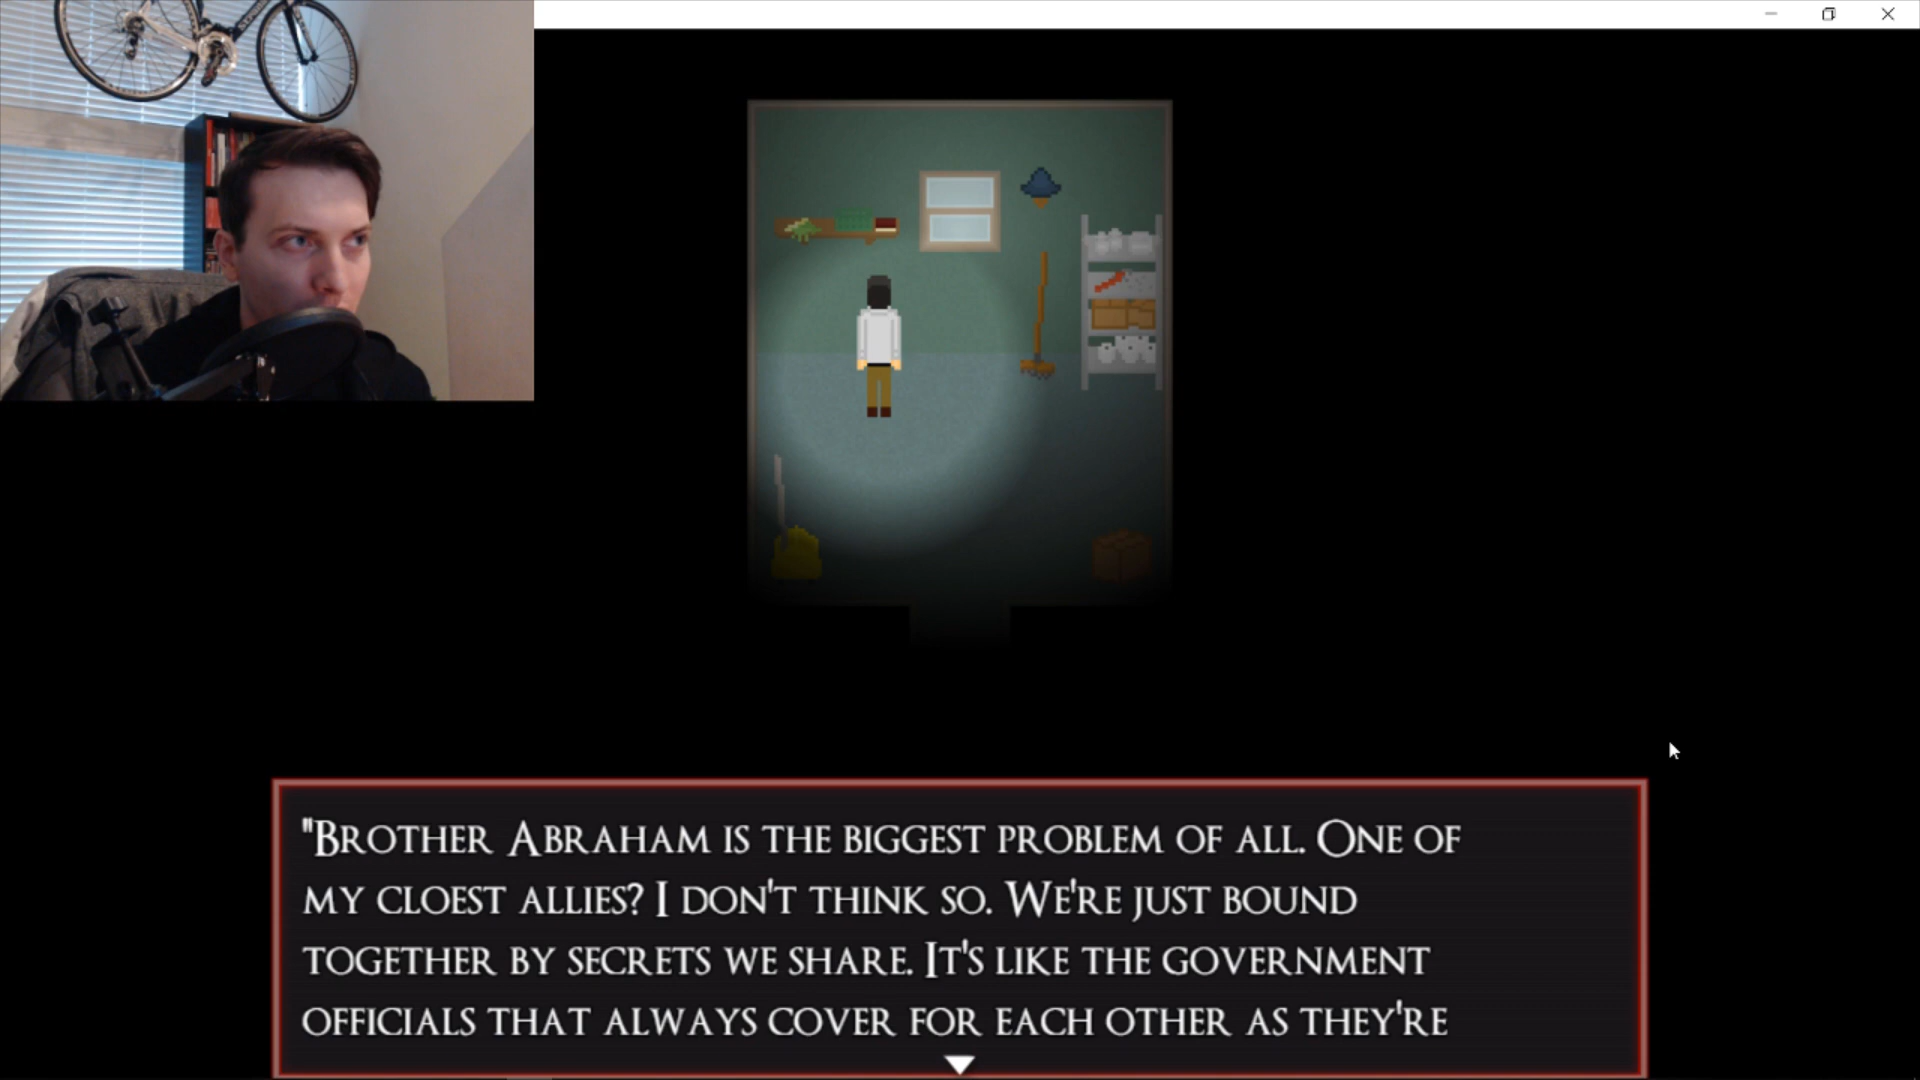 "Brother Abraham is the biggest problem of all. One of
my cloest allies? I don't think so. We're just bound
together by secrets we share. It's like the government
officials that always cover for each other as they're